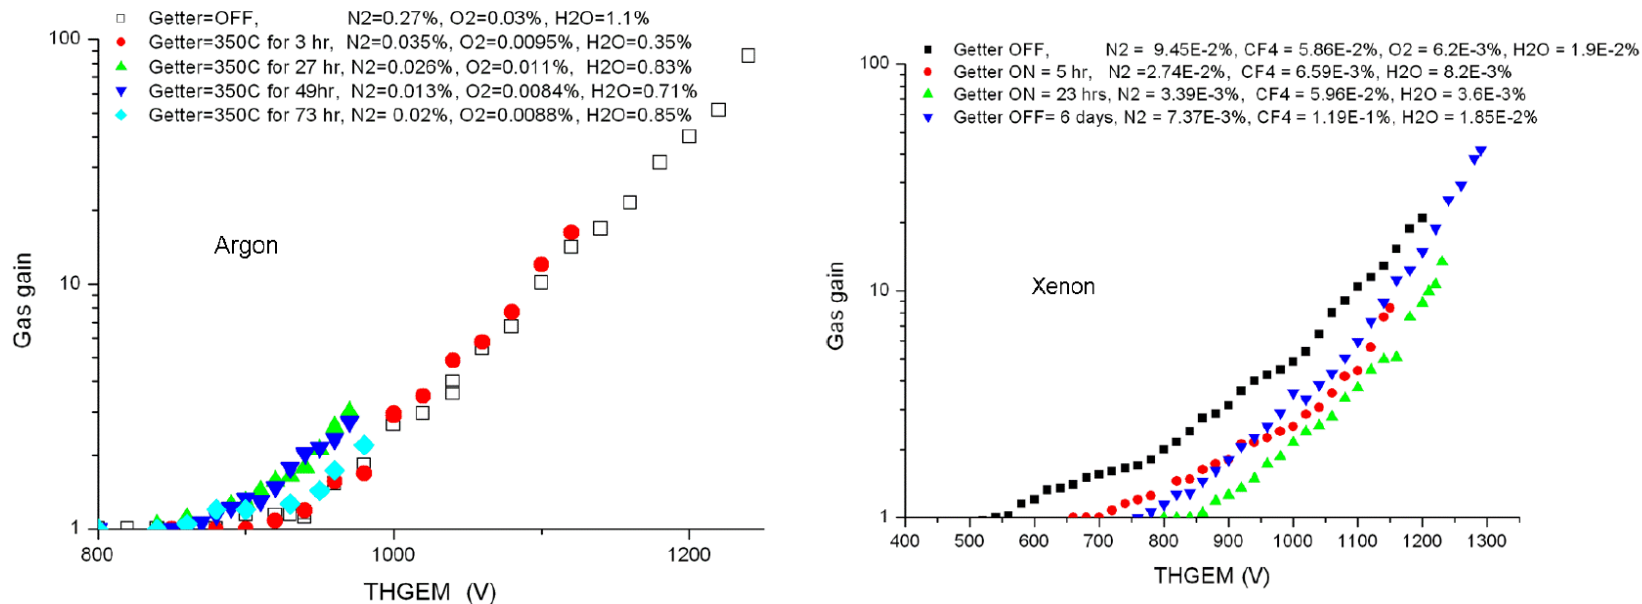 Getter=OFF, N2=0.27%, O2=0.03%, H2O=1.1%
Getter=350C for 3 hr, N2=0.035%, O2=0.0095%, H2O=0.35%
Getter=350C for 27 hr, N2=0.026%, O2=0.011%, H2O=0.83%
Getter=350C for 49hr, N2=0.013%, O2=0.0084%, H2O=0.71%
Getter=350C for 73 hr, N2= 0.02%, O2=0.0088%, H2O=0.85%
100
10
1
Gas gain
Argon
800
1000
1200
THGEM (V)
Getter OFF, N2 = 9.45E-2%, CF4 = 5.86E-2%, O2 = 6.2E-3%, H2O = 1.9E-2%
Getter ON = 5 hr, N2 =2.74E-2%, CF4 = 6.59E-3%, H2O = 8.2E-3%
Getter ON = 23 hrs, N2 = 3.39E-3%, CF4 = 5.96E-2%, H2O = 3.6E-3%
Getter OFF= 6 days, N2 = 7.37E-3%, CF4 = 1.19E-1%, H2O = 1.85E-2%
100
10
1
Gas gain
Xenon
400
500
600
700
800
900
1000
1100
1200
1300
THGEM (V)